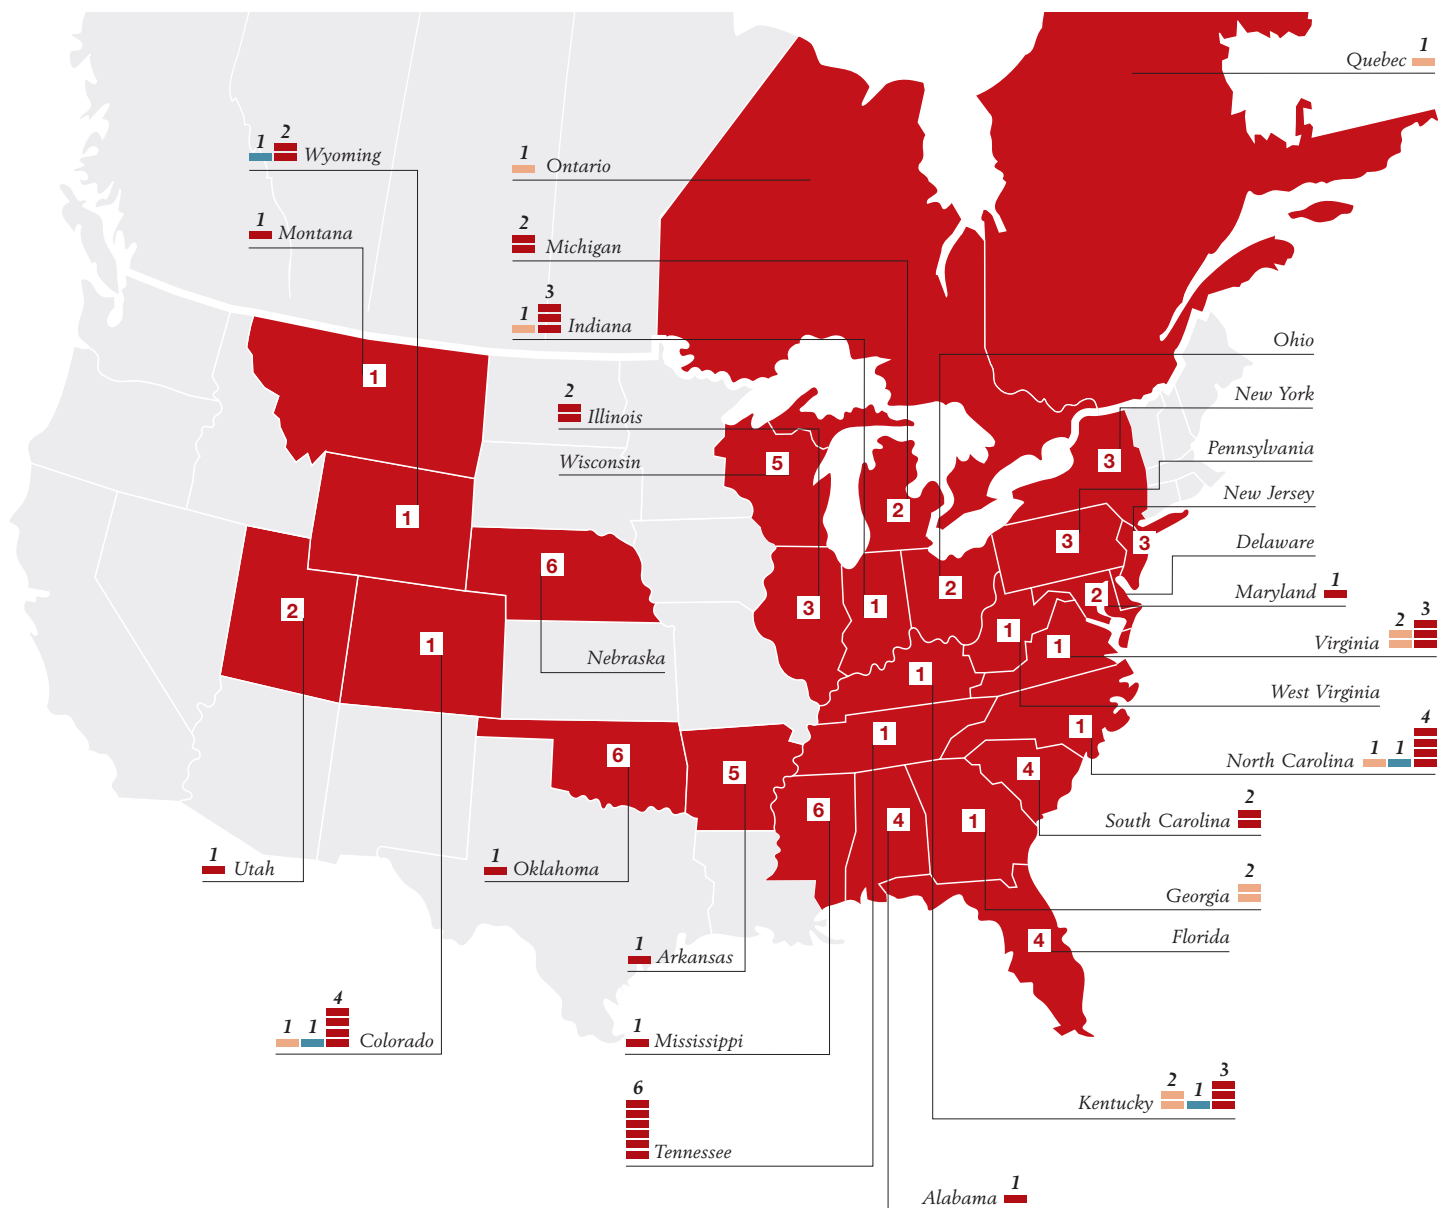 1
Quebec
1 2
Wyoming
1
Ontario
1
Montana
2
Michigan
3
1
Indiana
Ohio
1
2
Illinois
New York
Wisconsin
5
3
Pennsylvania
New Jersey
1
2
3
3
Delaware
6
2
2
Maryland
1
2
3
1
1
1
2 3
Virginia
1
Nebraska
1
West Virginia
4
1
1
1 1
North Carolina
6
5
4
2
South Carolina
6
4
1
1
Utah
1
Oklahoma
2
Georgia
4
Florida
1
Arkansas
4
1 1
Colorado
1
Mississippi
3
2 1
Kentucky
6
Tennessee
1
Alabama